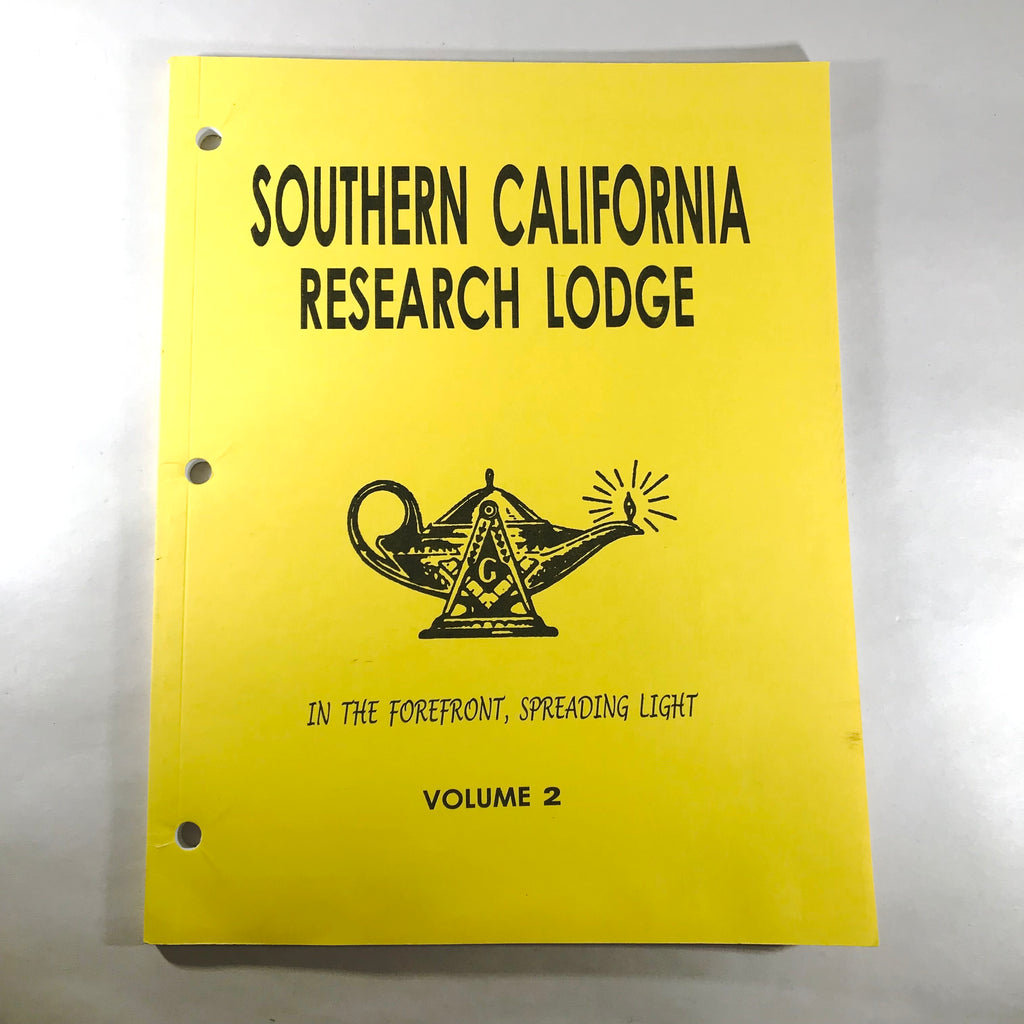 SOUTHERN CALIFORNIA
RESEARCH LODGE
G
IN THE FOREFRONT, SPREADING LIGHT
VOLUME 2